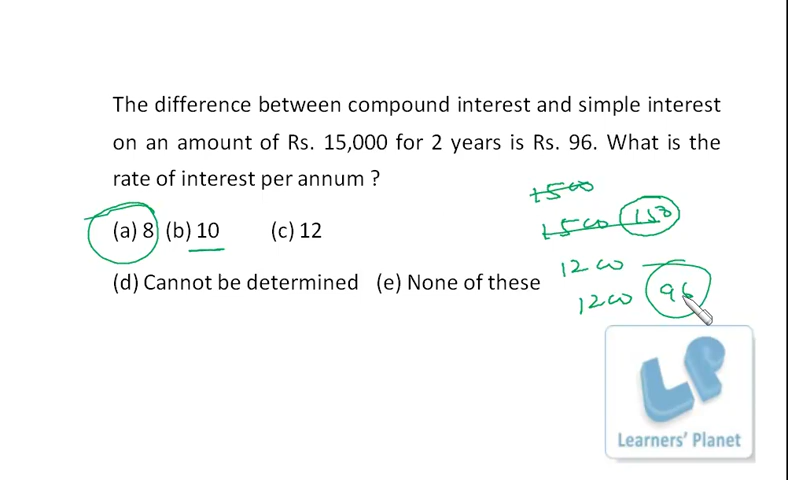 The difference between compound interest and simple interest
on an amount of Rs. 15,000 for 2 years is Rs. 96. What is the
rate of interest per annum ?
1500
(a) 8 (b) 10 (c) 12
1500 150
1200
(d) Cannot be determined (e) None of these
1200 96
LP
Learners' Planet